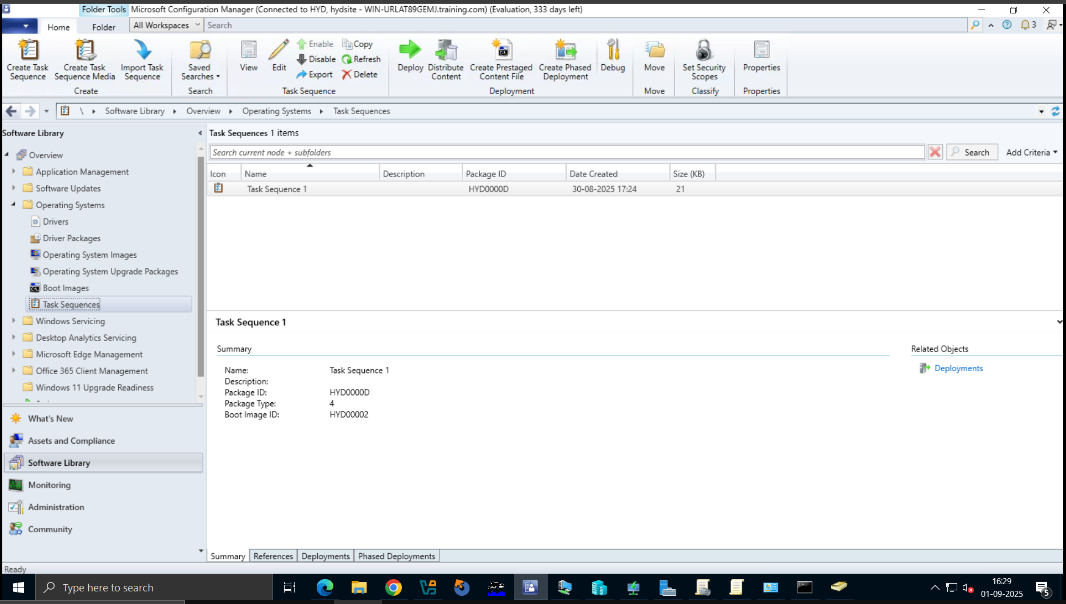 Folder Tools Microsoft Configuration Manager (Connected to HYD, hydsite - WIN-URLAT89GEMJ.training.com) (Evaluation, 333 days left)
Home Folder All Workspaces Search 3
Create Task Sequence
Create Task Sequence Media
Import Task Sequence
Create
Saved Searches
Search
View
Edit
Enable
Disable
Export
Copy
Refresh
Delete
Task Sequence
Deploy
Distribute Content
Create Prestaged Content File
Create Phased Deployment
Debug
Deployment
Move
Move
Set Security Scopes
Classify
Properties
Properties
\ Software Library Overview Operating Systems Task Sequences
Software Library
Overview
Application Management
Software Updates
Operating Systems
Drivers
Driver Packages
Operating System Images
Operating System Upgrade Packages
Boot Images
Task Sequences
Windows Servicing
Desktop Analytics Servicing
Microsoft Edge Management
Office 365 Client Management
Windows 11 Upgrade Readiness
What's New
Assets and Compliance
Software Library
Monitoring
Administration
Community
Task Sequences 1 items
Search current node + subfolders Search Add Criteria
Icon Name Description Package ID Date Created Size (KB)
Task Sequence 1 HYD0000D 30-08-2025 17:24 21
Task Sequence 1
Summary
Name: Task Sequence 1
Description:
Package ID: HYD0000D
Package Type: 4
Boot Image ID: HYD00002
Related Objects
Deployments
Summary References Deployments Phased Deployments
Ready
Type here to search
16:29
01-09-2025
5